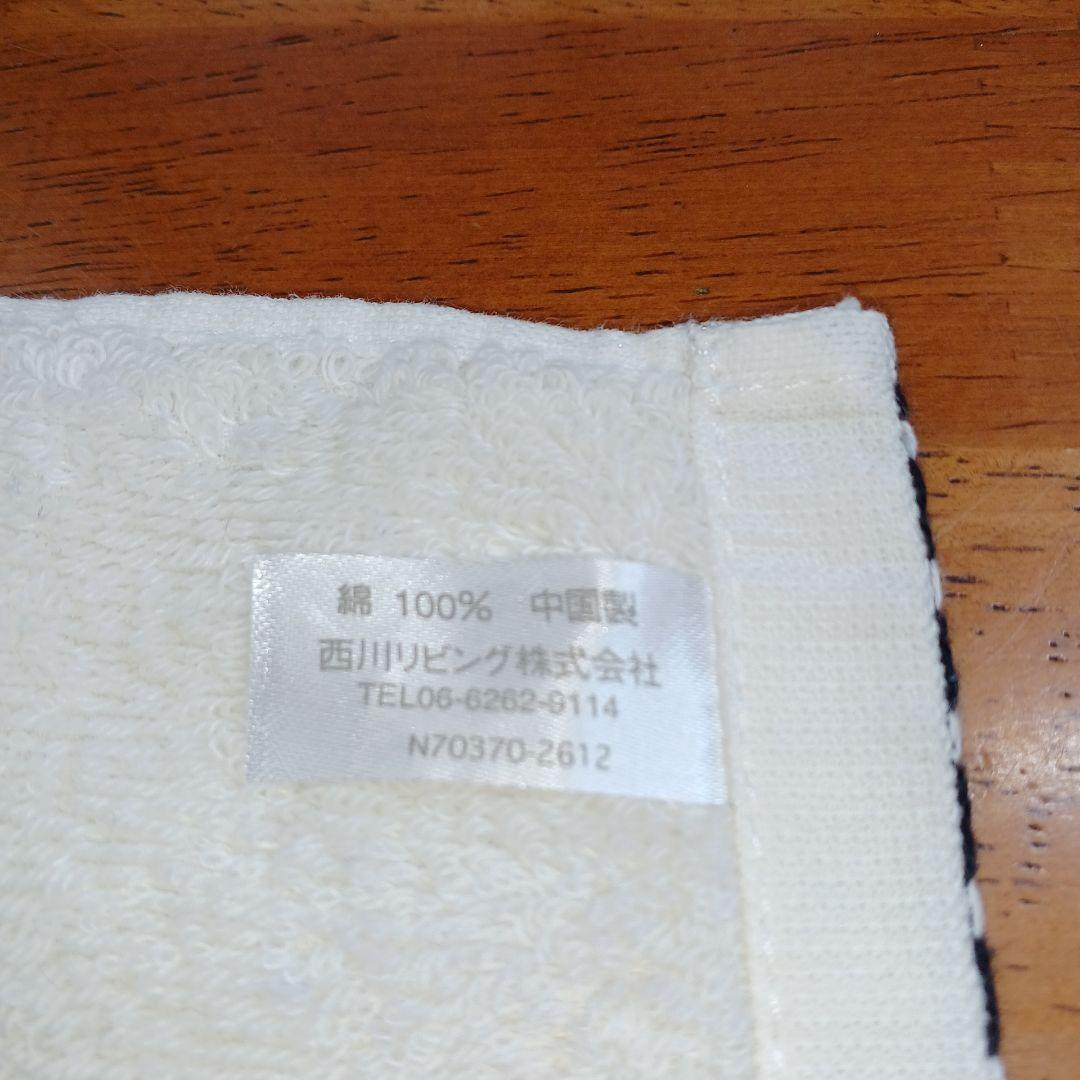 綿 100% 中国製
西川リビング株式会社
TEL06-6262-9114
N70370-2612